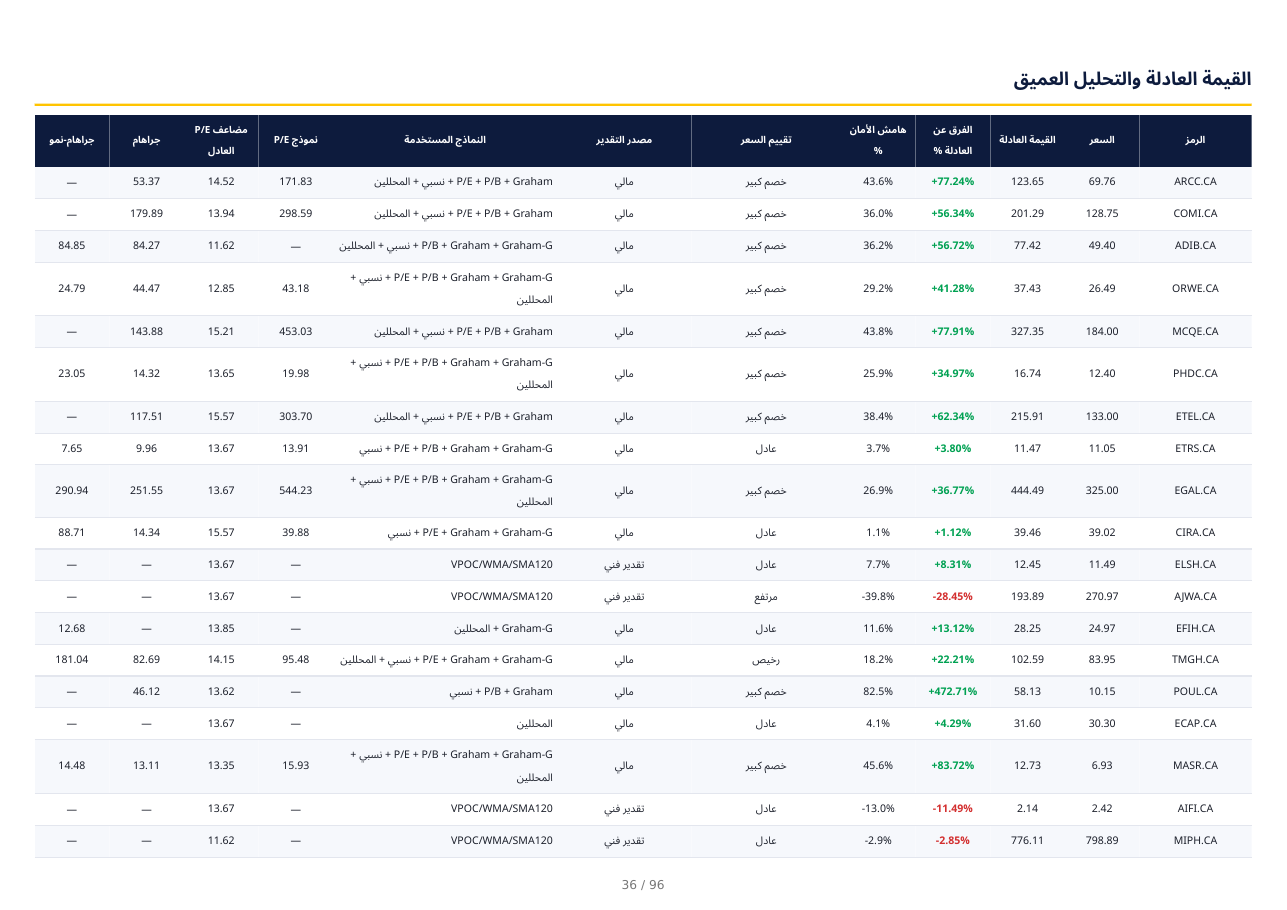 القيمة العادلة والتحليل العميق
الرمز السعر القيمة العادلة الفرق عن العادلة % هامش الأمان % تقييم السعر مصدر التقدير النماذج المستخدمة نموذج P/E مضاعف P/E العادل جراهام جراهام-نمو
ARCC.CA 69.76 123.65 +77.24% 43.6% خصم كبير مالي P/E + P/B + Graham + نسبي + المحللين 171.83 14.52 53.37 —
COMI.CA 128.75 201.29 +56.34% 36.0% خصم كبير مالي P/E + P/B + Graham + نسبي + المحللين 298.59 13.94 179.89 —
ADIB.CA 49.40 77.42 +56.72% 36.2% خصم كبير مالي P/B + Graham + Graham-G + نسبي + المحللين — 11.62 84.27 84.85
ORWE.CA 26.49 37.43 +41.28% 29.2% خصم كبير مالي P/E + P/B + Graham + Graham-G + نسبي + المحللين 43.18 12.85 44.47 24.79
MCQE.CA 184.00 327.35 +77.91% 43.8% خصم كبير مالي P/E + P/B + Graham + نسبي + المحللين 453.03 15.21 143.88 —
PHDC.CA 12.40 16.74 +34.97% 25.9% خصم كبير مالي P/E + P/B + Graham + Graham-G + نسبي + المحللين 19.98 13.65 14.32 23.05
ETEL.CA 133.00 215.91 +62.34% 38.4% خصم كبير مالي P/E + P/B + Graham + نسبي + المحللين 303.70 15.57 117.51 —
ETRS.CA 11.05 11.47 +3.80% 3.7% عادل مالي P/E + P/B + Graham + Graham-G + نسبي 13.91 13.67 9.96 7.65
EGAL.CA 325.00 444.49 +36.77% 26.9% خصم كبير مالي P/E + P/B + Graham + Graham-G + نسبي + المحللين 544.23 13.67 251.55 290.94
CIRA.CA 39.02 39.46 +1.12% 1.1% عادل مالي P/E + Graham + Graham-G + نسبي 39.88 15.57 14.34 88.71
ELSH.CA 11.49 12.45 +8.31% 7.7% عادل تقدير فني VPOC/WMA/SMA120 — 13.67 — —
AJWA.CA 270.97 193.89 -28.45% -39.8% مرتفع تقدير فني VPOC/WMA/SMA120 — 13.67 — —
EFIH.CA 24.97 28.25 +13.12% 11.6% عادل مالي Graham-G + المحللين — 13.85 — 12.68
TMGH.CA 83.95 102.59 +22.21% 18.2% رخيص مالي P/E + Graham + Graham-G + نسبي + المحللين 95.48 14.15 82.69 181.04
POUL.CA 10.15 58.13 +472.71% 82.5% خصم كبير مالي P/B + Graham + نسبي — 13.62 46.12 —
ECAP.CA 30.30 31.60 +4.29% 4.1% عادل مالي المحللين — 13.67 — —
MASR.CA 6.93 12.73 +83.72% 45.6% خصم كبير مالي P/E + P/B + Graham + Graham-G + نسبي + المحللين 15.93 13.35 13.11 14.48
AIFI.CA 2.42 2.14 -11.49% -13.0% عادل تقدير فني VPOC/WMA/SMA120 — 13.67 — —
MIPH.CA 798.89 776.11 -2.85% -2.9% عادل تقدير فني VPOC/WMA/SMA120 — 11.62 — —
36 / 96